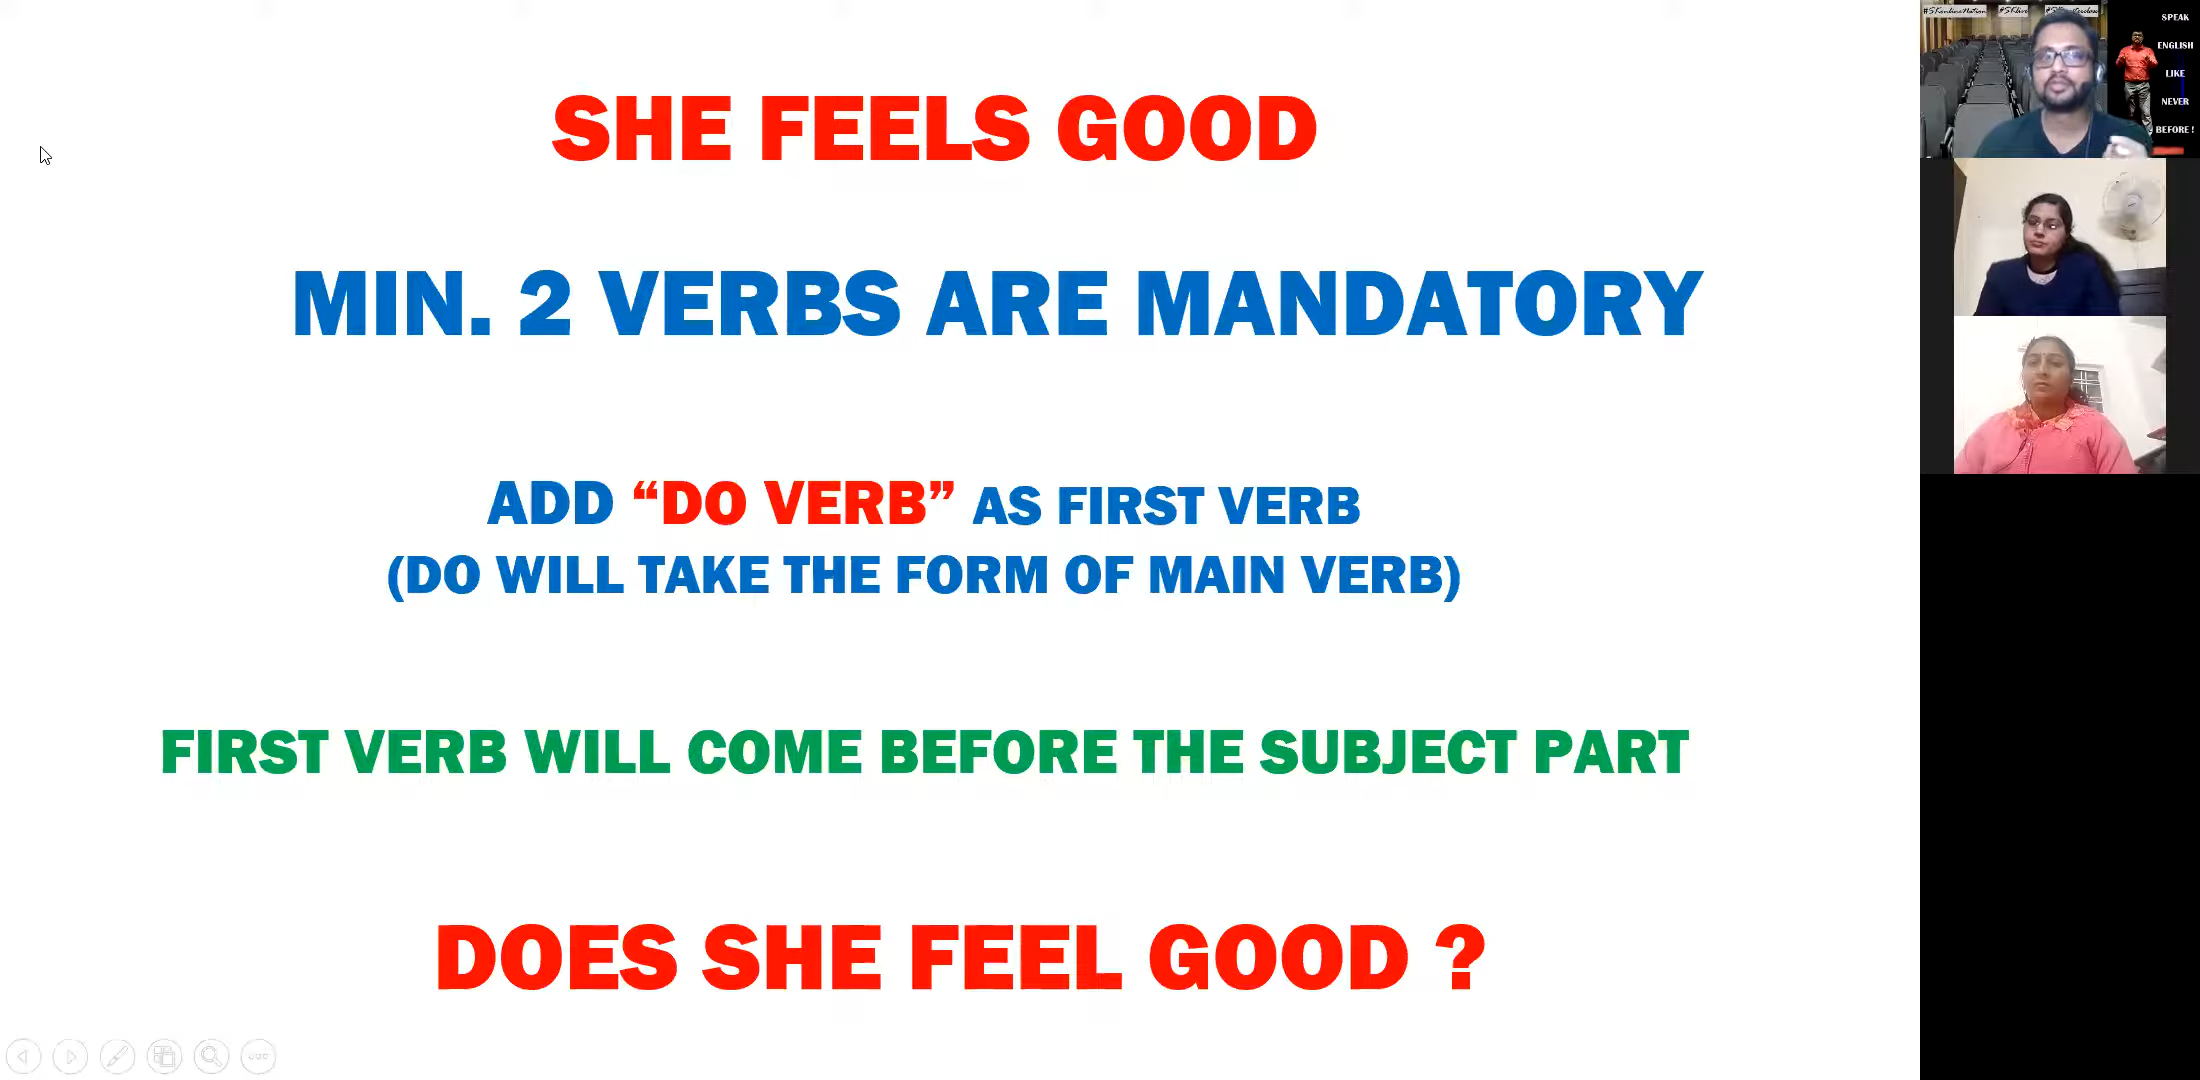 SHE FEELS GOOD
MIN. 2 VERBS ARE MANDATORY
ADD “DO VERB” AS FIRST VERB
(DO WILL TAKE THE FORM OF MAIN VERB)
FIRST VERB WILL COME BEFORE THE SUBJECT PART
DOES SHE FEEL GOOD ?
SPEAK
ENGLISH
LIKE
NEVER
BEFORE !